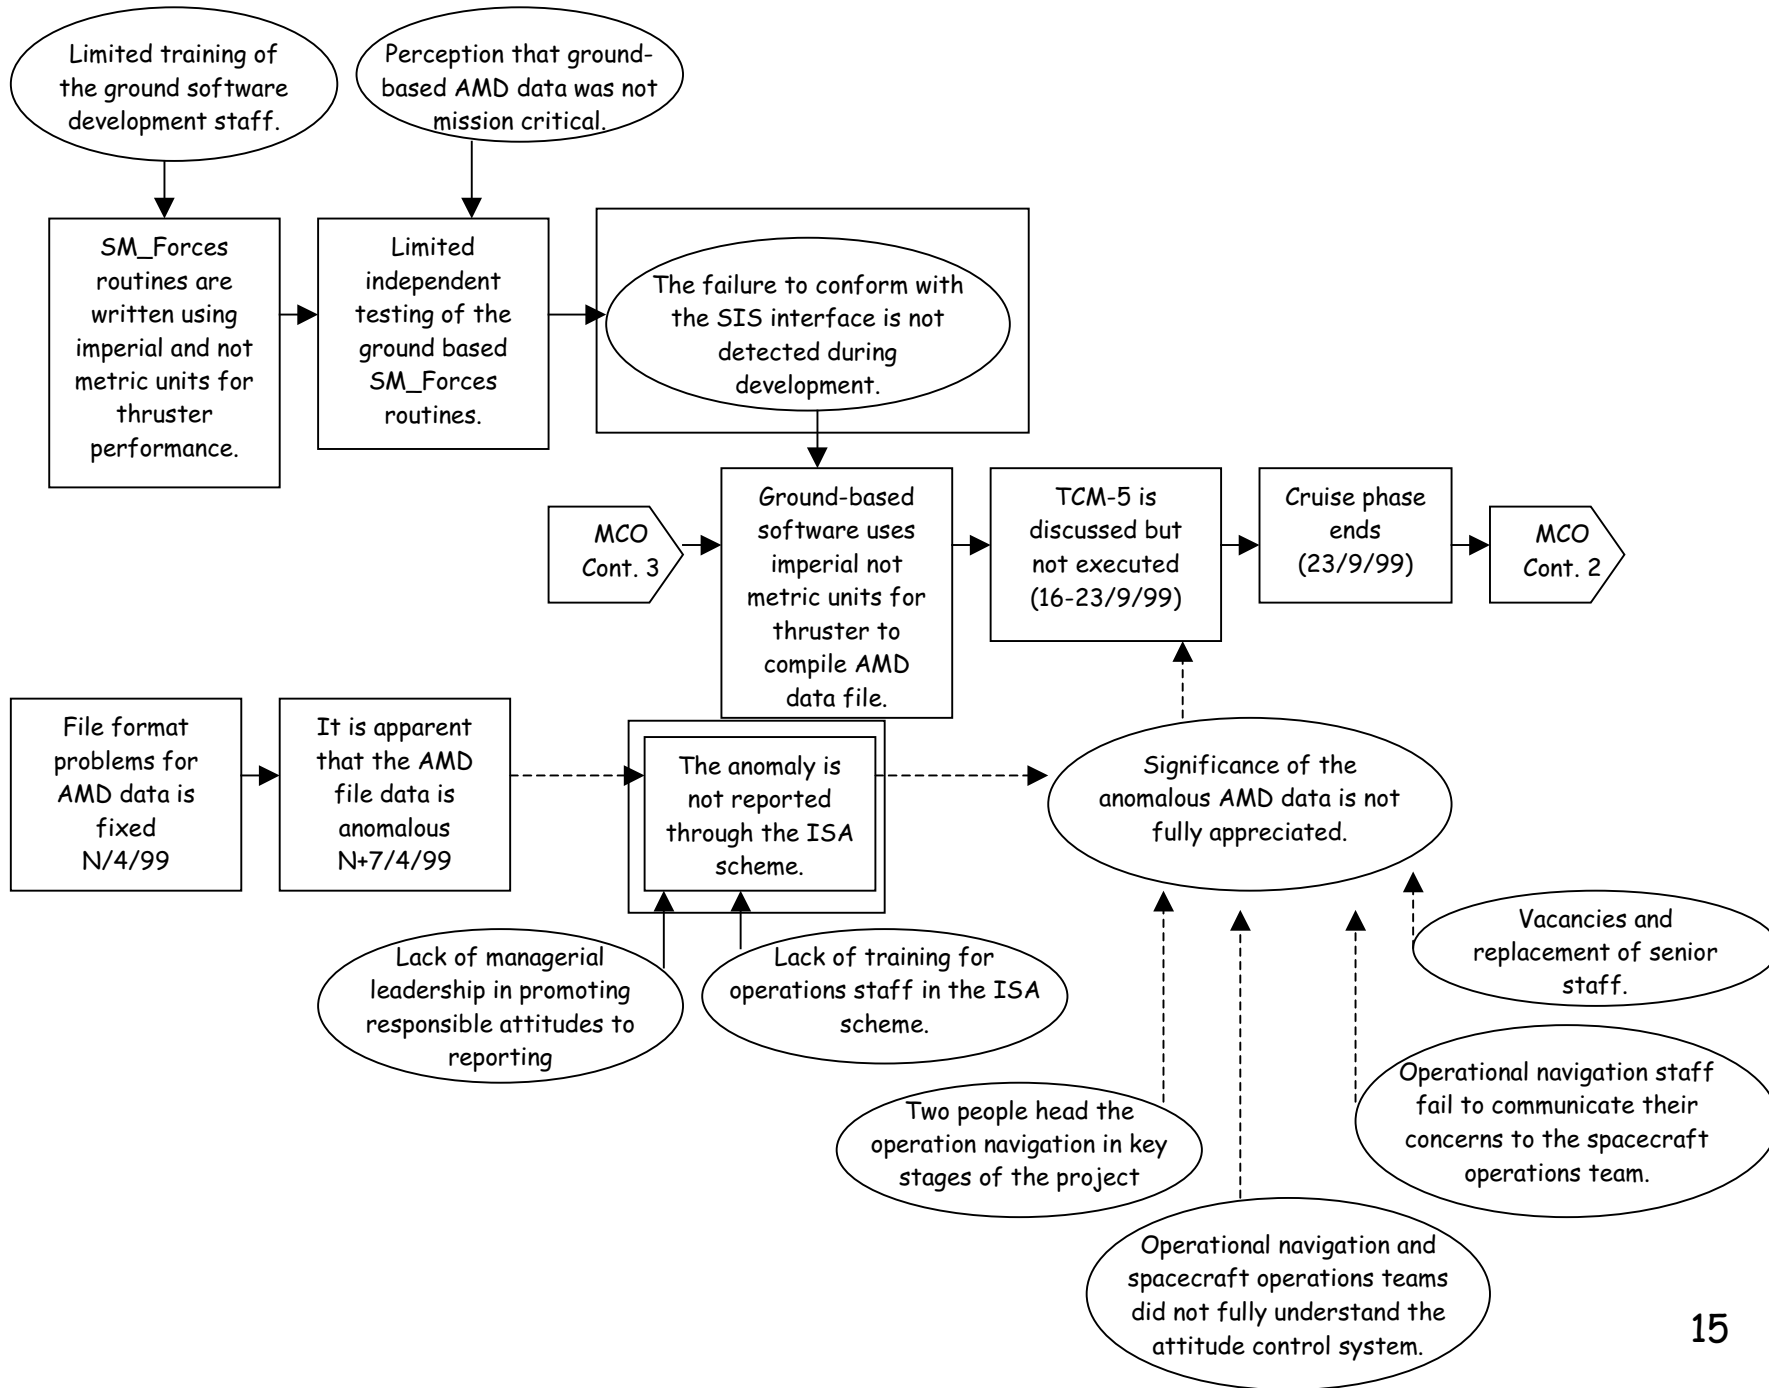 Limited training of
the ground software
development staff.
Perception that ground-
based AMD data was not
mission critical.
SM_Forces
routines are
written using
imperial and not
metric units for
thruster
performance.
Limited
independent
testing of the
ground based
SM_Forces
routines.
The failure to conform with
the SIS interface is not
detected during
development.
MCO
Cont. 3
Ground-based
software uses
imperial not
metric units for
thruster to
compile AMD
data file.
TCM-5 is
discussed but
not executed
(16-23/9/99)
Cruise phase
ends
(23/9/99)
MCO
Cont. 2
File format
problems for
AMD data is
fixed
N/4/99
It is apparent
that the AMD
file data is
anomalous
N+7/4/99
The anomaly is
not reported
through the ISA
scheme.
Significance of the
anomalous AMD data is not
fully appreciated.
Lack of managerial
leadership in promoting
responsible attitudes to
reporting
Lack of training for
operations staff in the ISA
scheme.
Vacancies and
replacement of senior
staff.
Two people head the
operation navigation in key
stages of the project
Operational navigation staff
fail to communicate their
concerns to the spacecraft
operations team.
Operational navigation and
spacecraft operations teams
did not fully understand the
attitude control system.
15